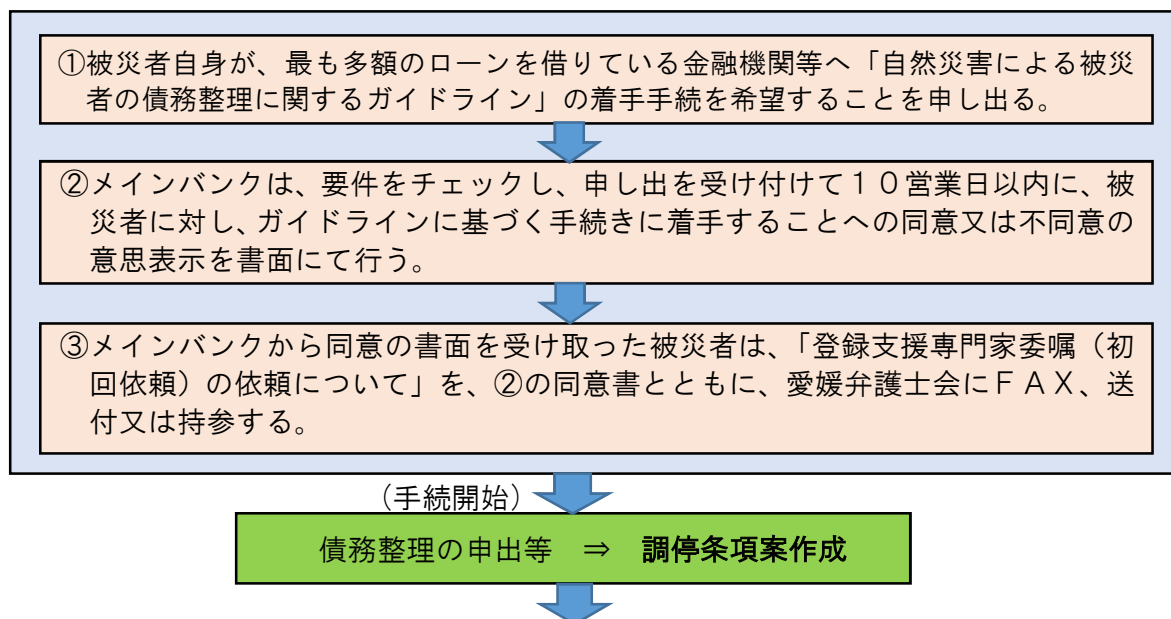 ①被災者自身が、最も多額のローンを借りている金融機関等へ「自然災害による被災
者の債務整理に関するガイドライン」の着手手続を希望することを申し出る。
②メインバンクは、要件をチェックし、申し出を受け付けて１０営業日以内に、被
災者に対し、ガイドラインに基づく手続きに着手することへの同意又は不同意の
意思表示を書面にて行う。
③メインバンクから同意の書面を受け取った被災者は、「登録支援専門家委嘱（初
回依頼）の依頼について」を、②の同意書とともに、愛媛弁護士会にＦＡＸ、送
付又は持参する。
（手続開始）
債務整理の申出等　⇒　調停条項案作成